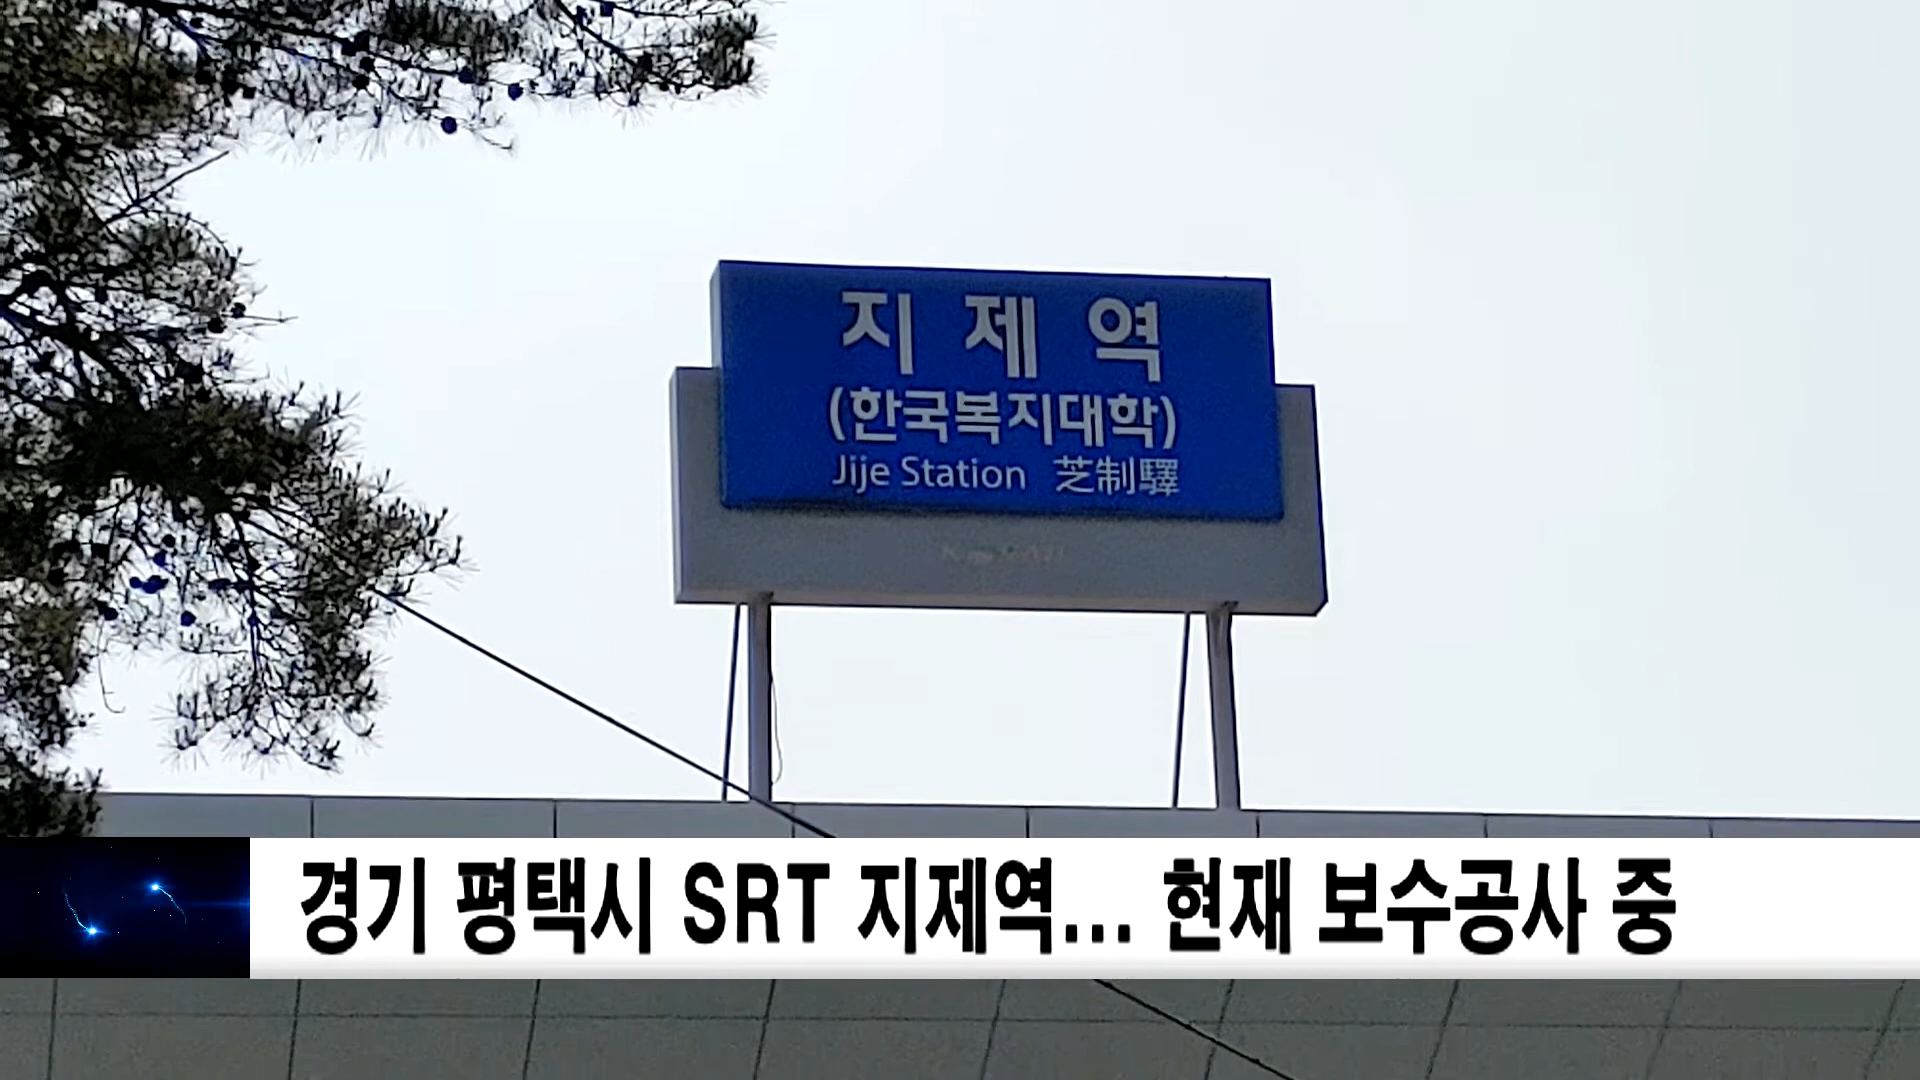 지제역
(한국복지대학)
Jije Station 芝制驛
경기 평택시 SRT 지제역... 현재 보수공사 중